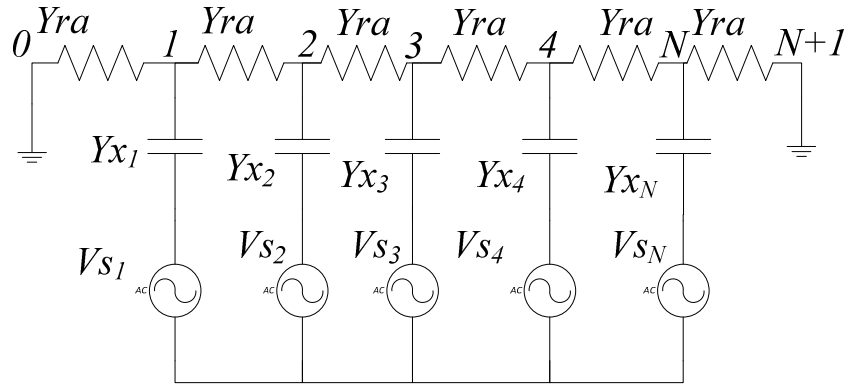 Yra Yra Yra Yra Yra Yra
0 1 2 3 4 N N+1
Yx1 Yx2 Yx3 Yx4 YxN
Vs1 Vs2 Vs3 Vs4 VsN
AC AC AC AC AC